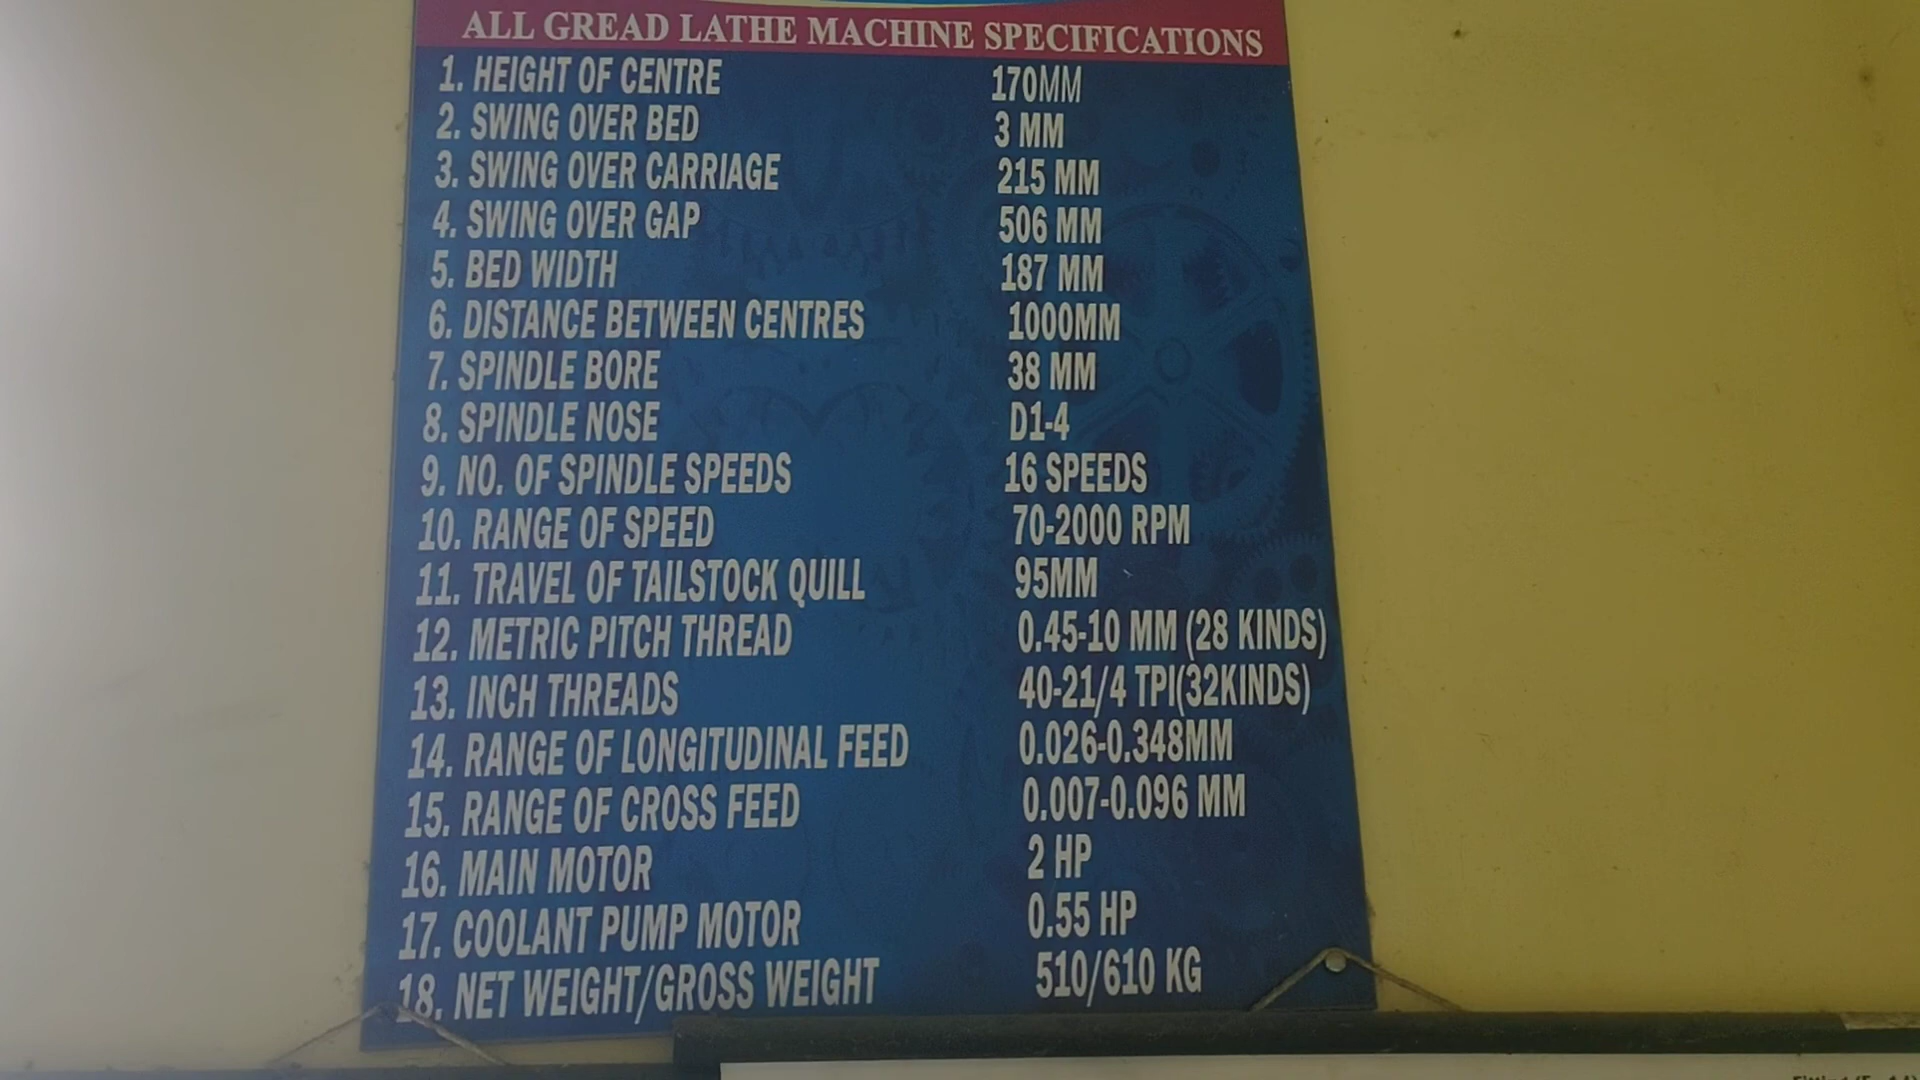 ALL GREAD LATHE MACHINE SPECIFICATIONS
1. HEIGHT OF CENTRE 170MM
2. SWING OVER BED 3 MM
3. SWING OVER CARRIAGE 215 MM
4. SWING OVER GAP 506 MM
5. BED WIDTH 187 MM
6. DISTANCE BETWEEN CENTRES 1000MM
7. SPINDLE BORE 38 MM
8. SPINDLE NOSE D1-4
9. NO. OF SPINDLE SPEEDS 16 SPEEDS
10. RANGE OF SPEED 70-2000 RPM
11. TRAVEL OF TAILSTOCK QUILL 95MM
12. METRIC PITCH THREAD 0.45-10 MM (28 KINDS)
13. INCH THREADS 40-21/4 TPI(32KINDS)
14. RANGE OF LONGITUDINAL FEED 0.026-0.348MM
15. RANGE OF CROSS FEED 0.007-0.096 MM
16. MAIN MOTOR 2 HP
17. COOLANT PUMP MOTOR 0.55 HP
18. NET WEIGHT/GROSS WEIGHT 510/610 KG